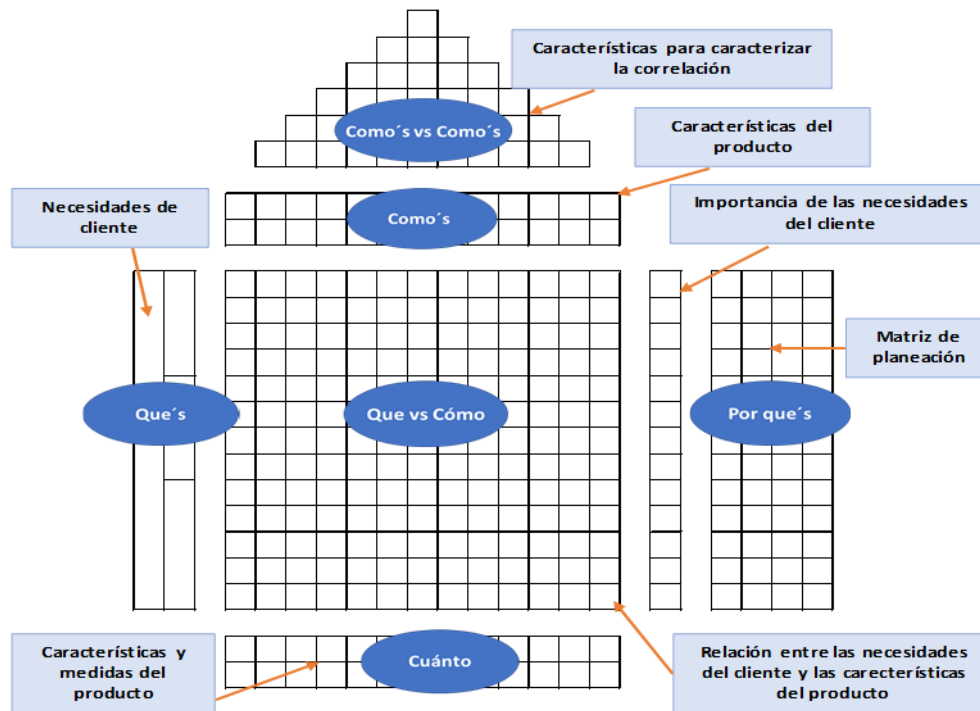 Características para caracterizar
la correlación
Como´s vs Como´s
Características del
producto
Necesidades de
cliente
Como´s
Importancia de las necesidades
del cliente
Matriz de
planeación
Que´s
Que vs Cómo
Por que´s
Características y
medidas del
producto
Cuánto
Relación entre las necesidades
del cliente y las carecterísticas
del producto